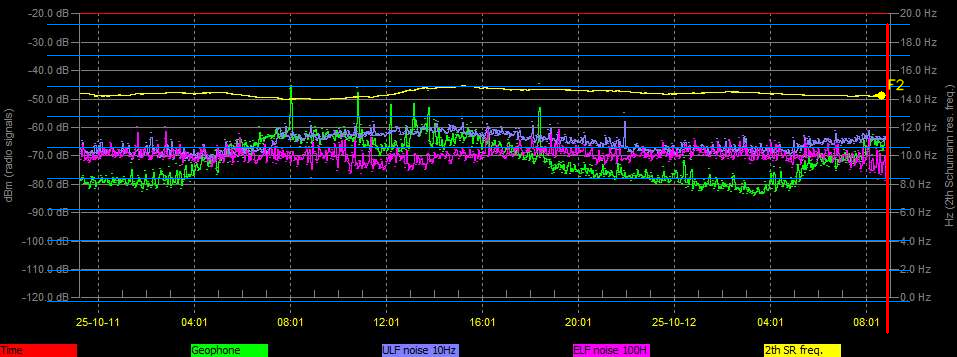 -20.0 dB 20.0 Hz
-30.0 dB 18.0 Hz
-40.0 dB 16.0 Hz
F2
-50.0 dB 14.0 Hz
-60.0 dB 12.0 Hz
-70.0 dB 10.0 Hz
-80.0 dB 8.0 Hz
-90.0 dB 6.0 Hz
-100.0 dB 4.0 Hz
-110.0 dB 2.0 Hz
-120.0 dB 0.0 Hz
dBm (radio signals)
Hz (2th Schumann res. freq.)
25-10-11 04:01 08:01 12:01 16:01 20:01 25-10-12 04:01 08:01
Time Geophone ULF noise 10Hz ELF noise 100H 2th SR freq.